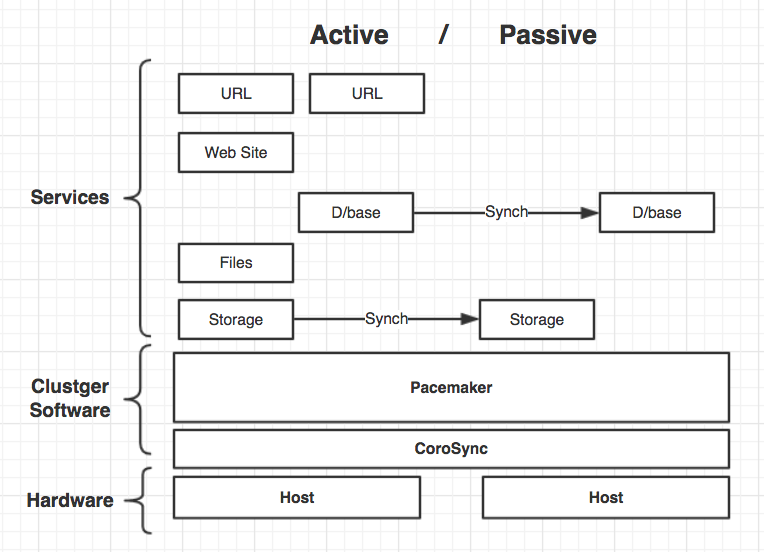 Active / Passive
URL URL
Web Site
Services
D/base Synch D/base
Files
Storage Synch Storage
Clustger
Software
Pacemaker
CoroSync
Hardware
Host Host